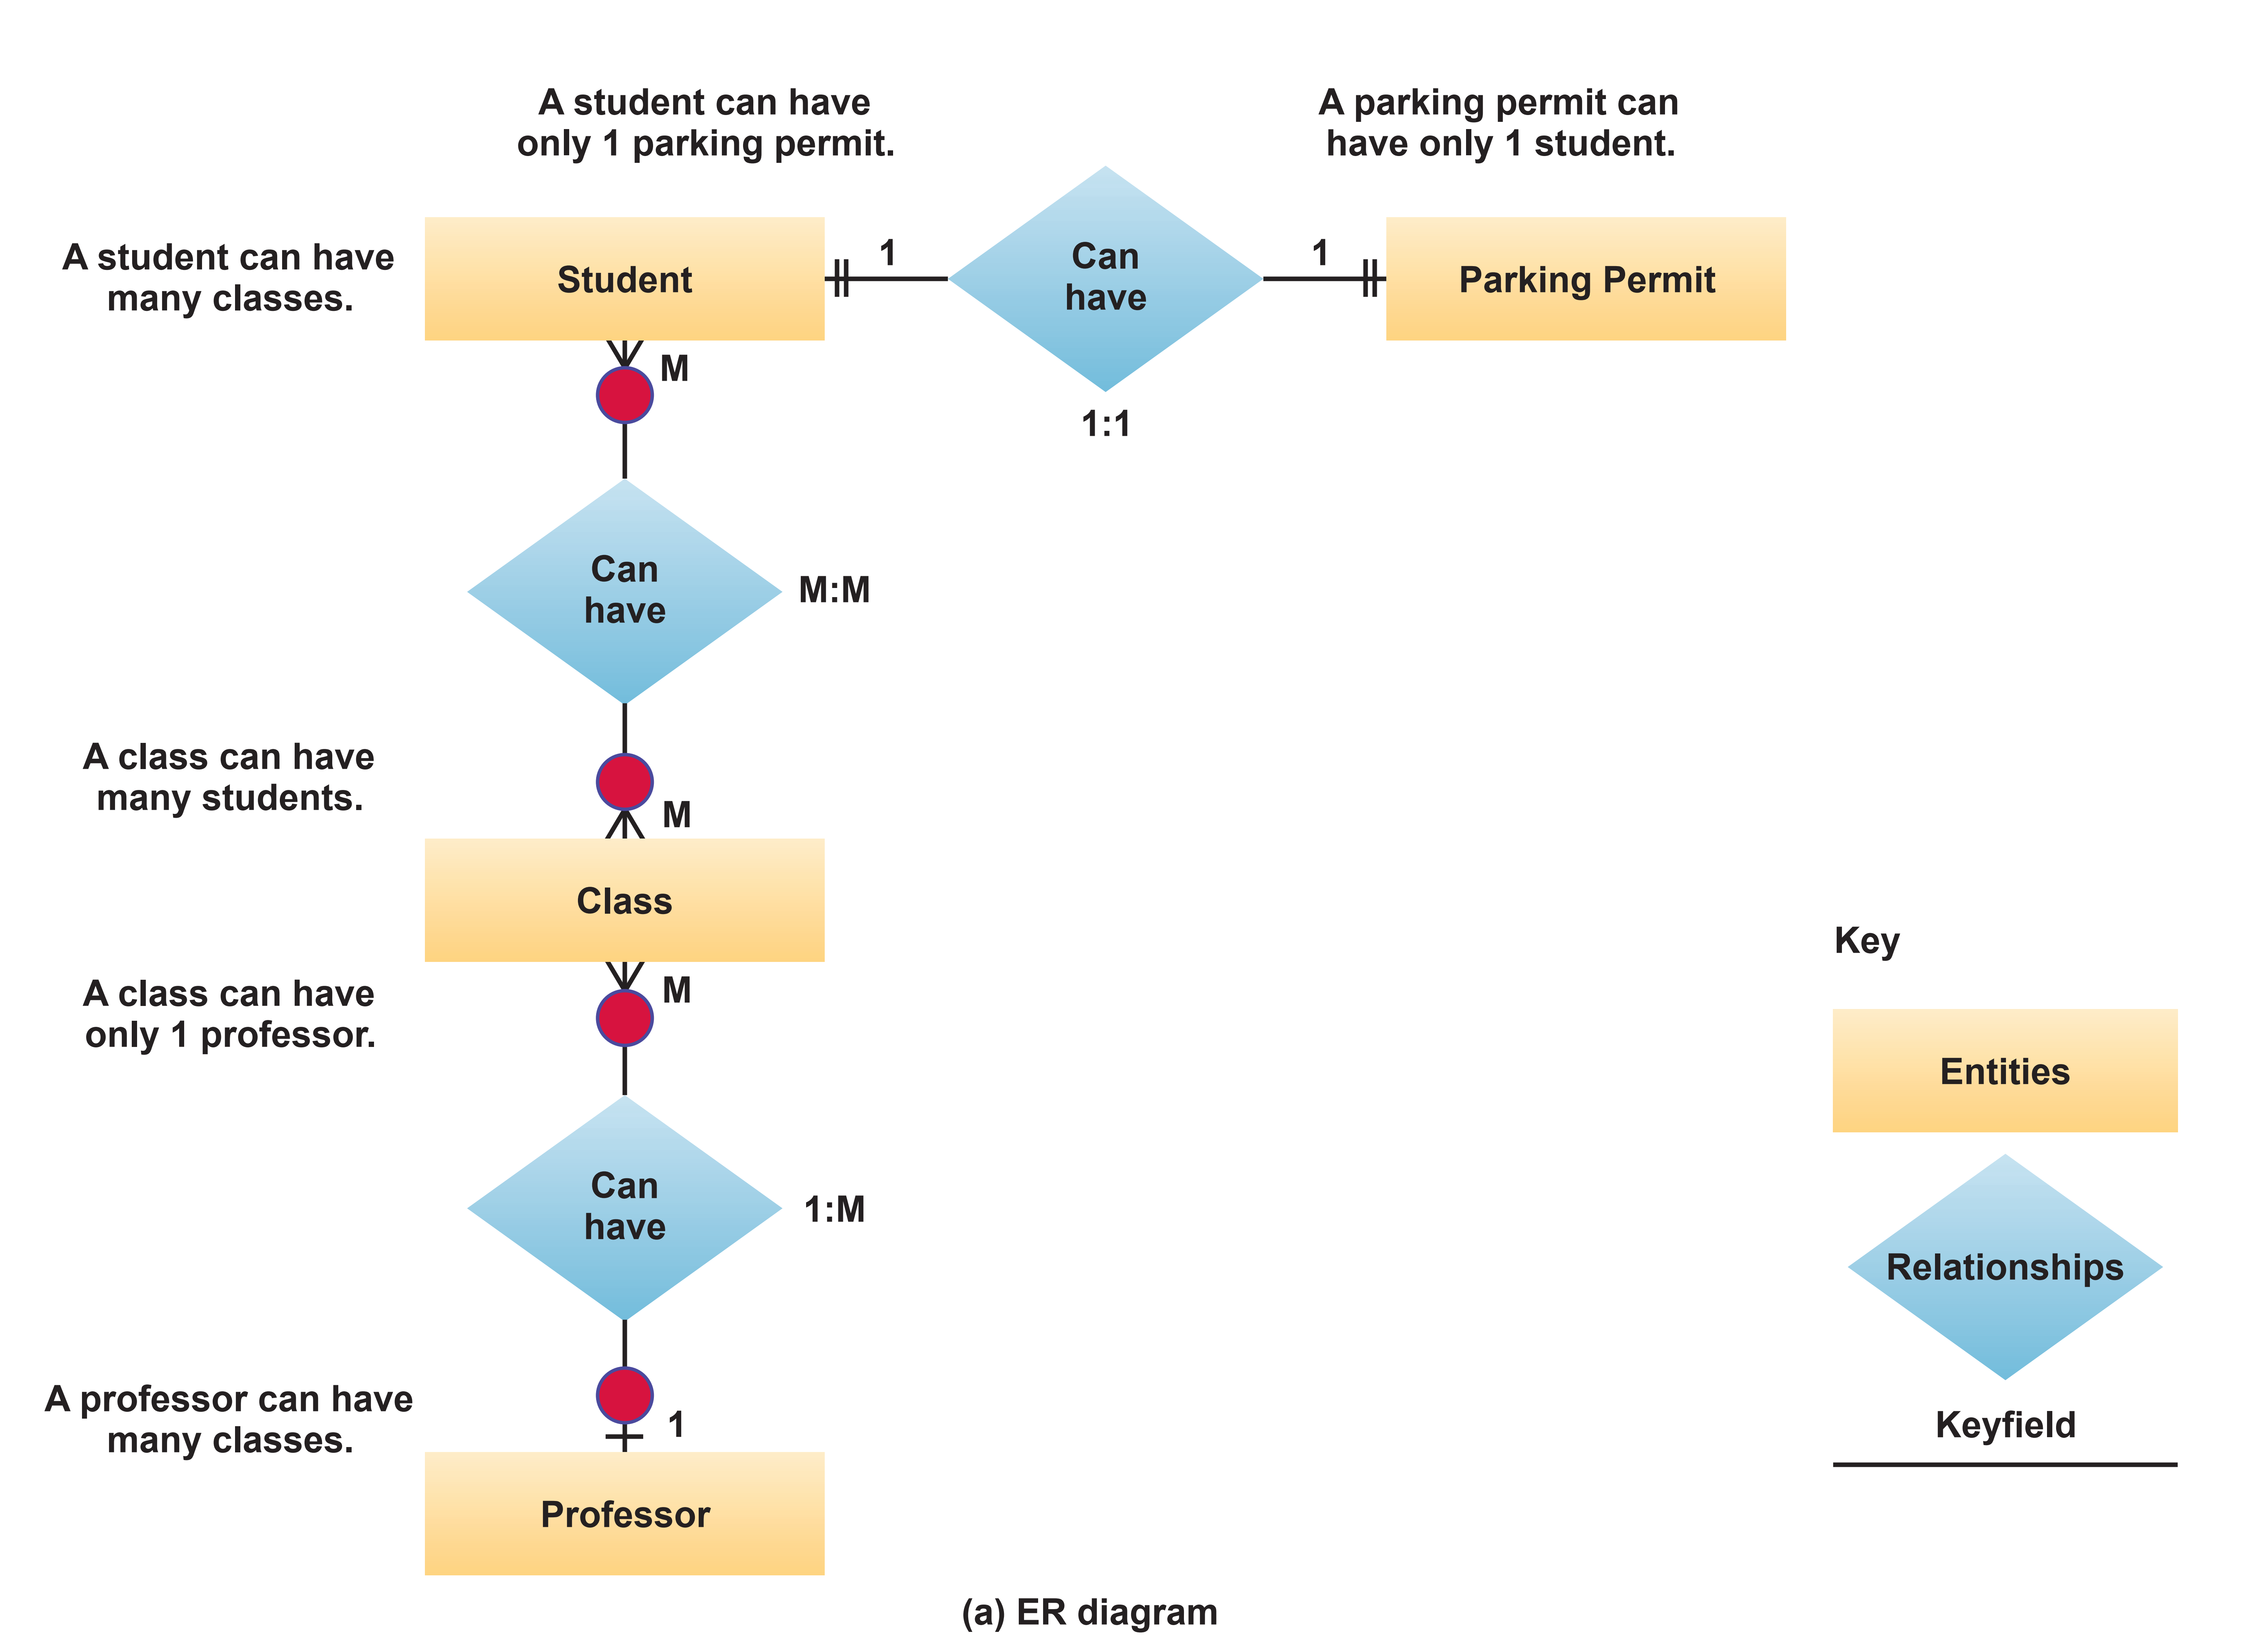 A student can have
only 1 parking permit.
A parking permit can
have only 1 student.
A student can have
many classes.
Student
1
Can
have
1
Parking Permit
1:1
M
Can
have
M:M
A class can have
many students.
M
Class
A class can have
only 1 professor.
M
Can
have
1:M
A professor can have
many classes.
1
Professor
Key
Entities
Relationships
Keyfield
(a) ER diagram